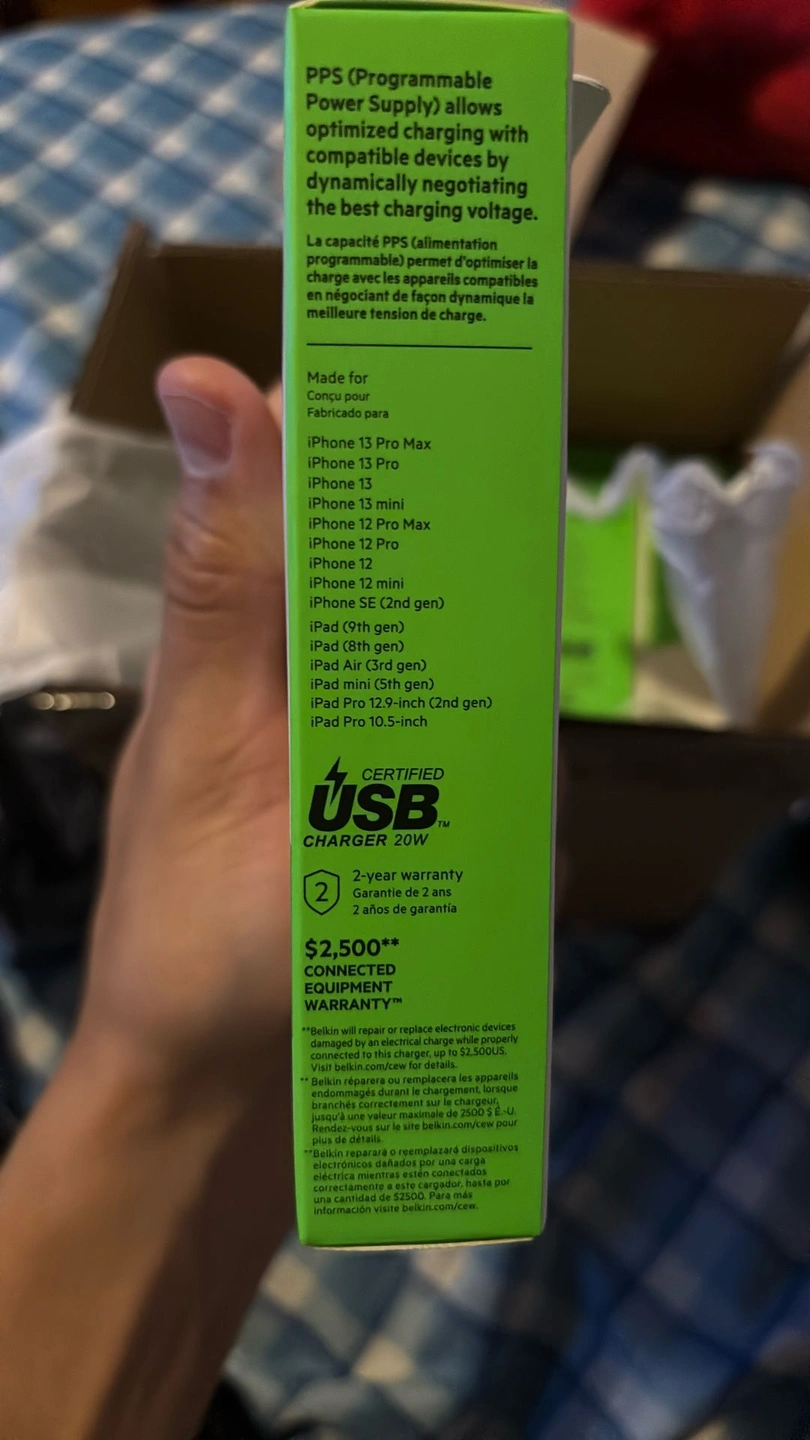 PPS (Programmable
Power Supply) allows
optimized charging with
compatible devices by
dynamically negotiating
the best charging voltage.
La capacité PPS (alimentation
programmable) permet d'optimiser la
charge avec les appareils compatibles
en négociant de façon dynamique la
meilleure tension de charge.
Made for
Conçu pour
Fabricado para
iPhone 13 Pro Max
iPhone 13 Pro
iPhone 13
iPhone 13 mini
iPhone 12 Pro Max
iPhone 12 Pro
iPhone 12
iPhone 12 mini
iPhone SE (2nd gen)
iPad (9th gen)
iPad (8th gen)
iPad Air (3rd gen)
iPad mini (5th gen)
iPad Pro 12.9-inch (2nd gen)
iPad Pro 10.5-inch
CERTIFIED
USB™
CHARGER 20W
2
2-year warranty
Garantie de 2 ans
2 años de garantía
$2,500**
CONNECTED
EQUIPMENT
WARRANTY™
**Belkin will repair or replace electronic devices
damaged by an electrical charge while properly
connected to this charger, up to $2,500US.
Visit belkin.com/cew for details.
** Belkin réparera ou remplacera les appareils
endommagés durant le chargement, lorsque
branchés correctement sur le chargeur,
jusqu'à une valeur maximale de 2500 $ É.-U.
Rendez-vous sur le site belkin.com/cew pour
plus de détails.
**Belkin reparará o reemplazará dispositivos
electrónicos dañados por una carga
eléctrica mientras estén conectados
correctamente a este cargador, hasta por
una cantidad de $2500. Para más
información visite belkin.com/cew.